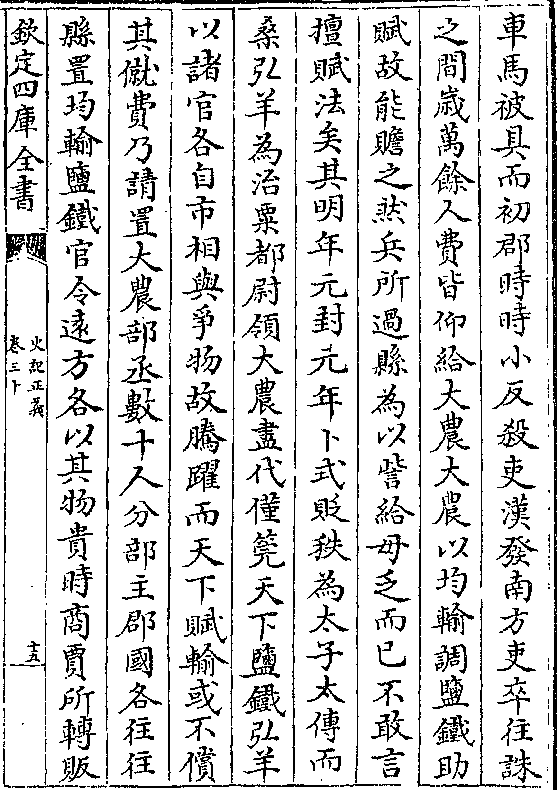 車馬被具而初郡時時小反殺吏漢發南方吏卒往誅
之間歳萬餘人費皆仰給大農大農以均輸調鹽鐵助
賦故能贍之然兵所過縣為以訾給毋乏而已不敢言
擅賦法矣其明年元封元年卜式貶秩為太子太傅而
桑弘羊為治粟都尉領大農盡代僅筦天下鹽鐵弘羊
以諸官各自市相與爭物故騰躍而天下賦輸或不償
其僦費乃請置大農部丞數十人分部主郡國各往往
縣置均輸鹽鐵官令逺方各以其物貴時商賈所轉販
欽定四庫全書
史記正義
卷三十
十五